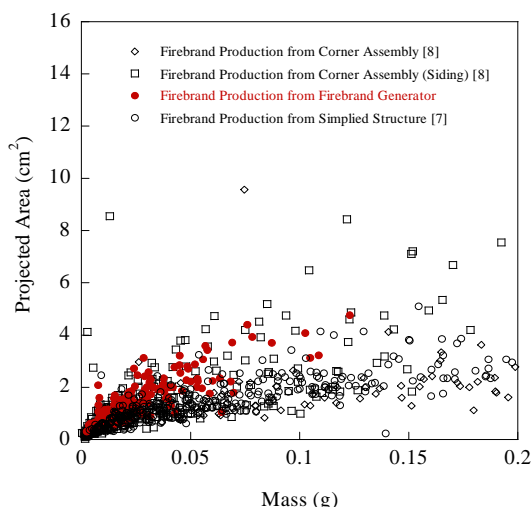 16
14
12
10
8
6
4
2
0
Projected Area (cm2)
Firebrand Production from Corner Assembly [8]
Firebrand Production from Corner Assembly (Siding) [8]
Firebrand Production from Firebrand Generator
Firebrand Production from Simplied Structure [7]
0 0.05 0.1 0.15 0.2
Mass (g)